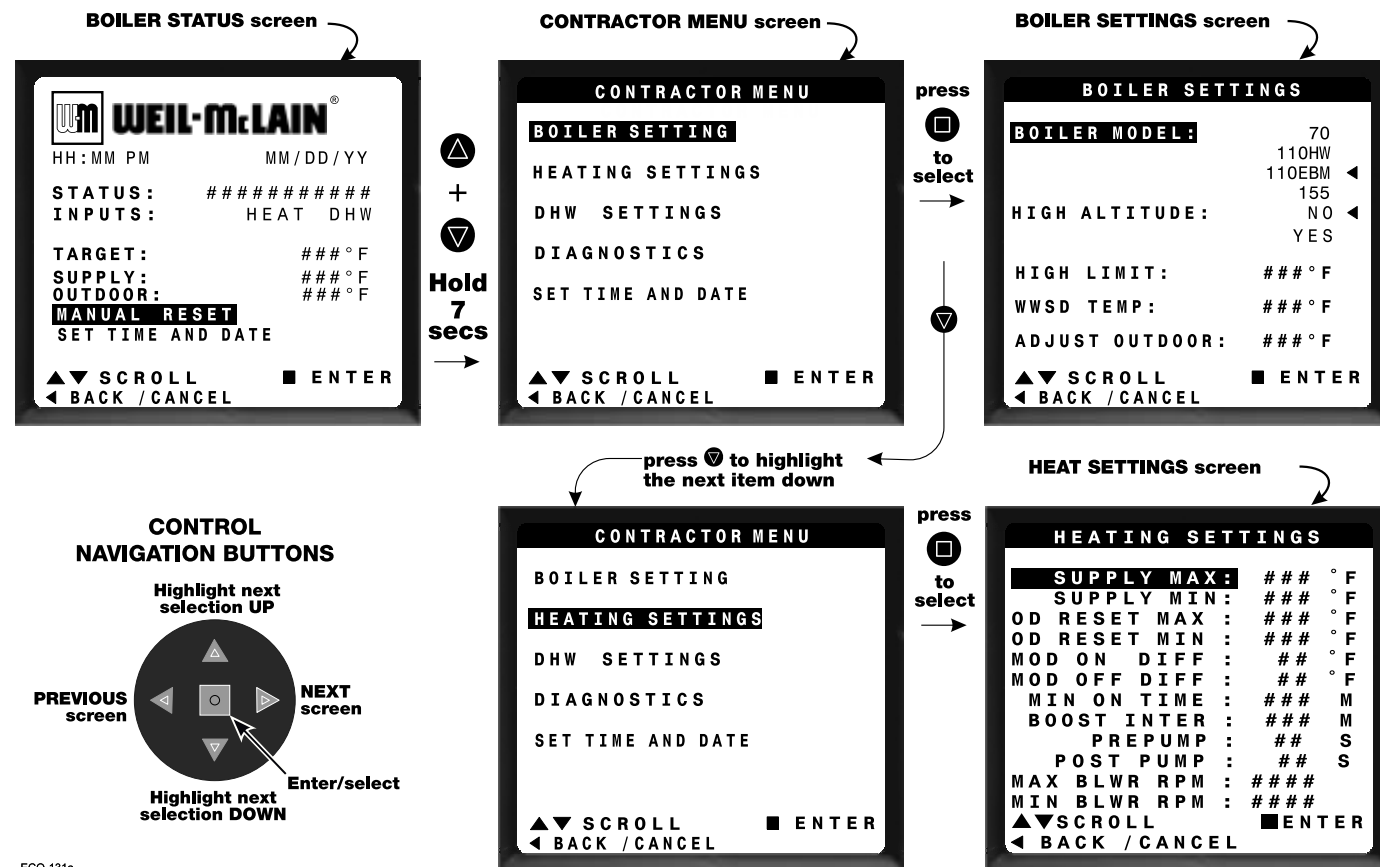 BOILER STATUS screen
WM WEIL-McLAIN®
HH:MM PM MM/DD/YY
STATUS: ###########
INPUTS: HEAT DHW
TARGET: ###°F
SUPPLY: ###°F
OUTDOOR: ###°F
MANUAL RESET
SET TIME AND DATE
▲▼ SCROLL ■ ENTER
◀ BACK /CANCEL
+
Hold
7
secs
CONTRACTOR MENU screen
CONTRACTOR MENU
BOILER SETTING
HEATING SETTINGS
DHW SETTINGS
DIAGNOSTICS
SET TIME AND DATE
▲▼ SCROLL ■ ENTER
◀ BACK /CANCEL
press
to
select
BOILER SETTINGS screen
BOILER SETTINGS
BOILER MODEL: 70
110HW
110EBM ◀
155
HIGH ALTITUDE: NO ◀
YES
HIGH LIMIT: ###°F
WWSD TEMP: ###°F
ADJUST OUTDOOR: ###°F
▲▼ SCROLL ■ ENTER
◀ BACK /CANCEL
press ▽ to highlight
the next item down
CONTRACTOR MENU
BOILER SETTING
HEATING SETTINGS
DHW SETTINGS
DIAGNOSTICS
SET TIME AND DATE
▲▼ SCROLL ■ ENTER
◀ BACK /CANCEL
press
to
select
HEAT SETTINGS screen
HEATING SETTINGS
SUPPLY MAX: ### °F
SUPPLY MIN: ### °F
OD RESET MAX : ### °F
OD RESET MIN : ### °F
MOD ON DIFF : ## °F
MOD OFF DIFF : ## °F
MIN ON TIME : ### M
BOOST INTER : ### M
PREPUMP : ## S
POST PUMP : ## S
MAX BLWR RPM : ####
MIN BLWR RPM : ####
▲▼SCROLL ■ENTER
◀ BACK /CANCEL
CONTROL
NAVIGATION BUTTONS
Highlight next
selection UP
PREVIOUS
screen
NEXT
screen
Enter/select
Highlight next
selection DOWN